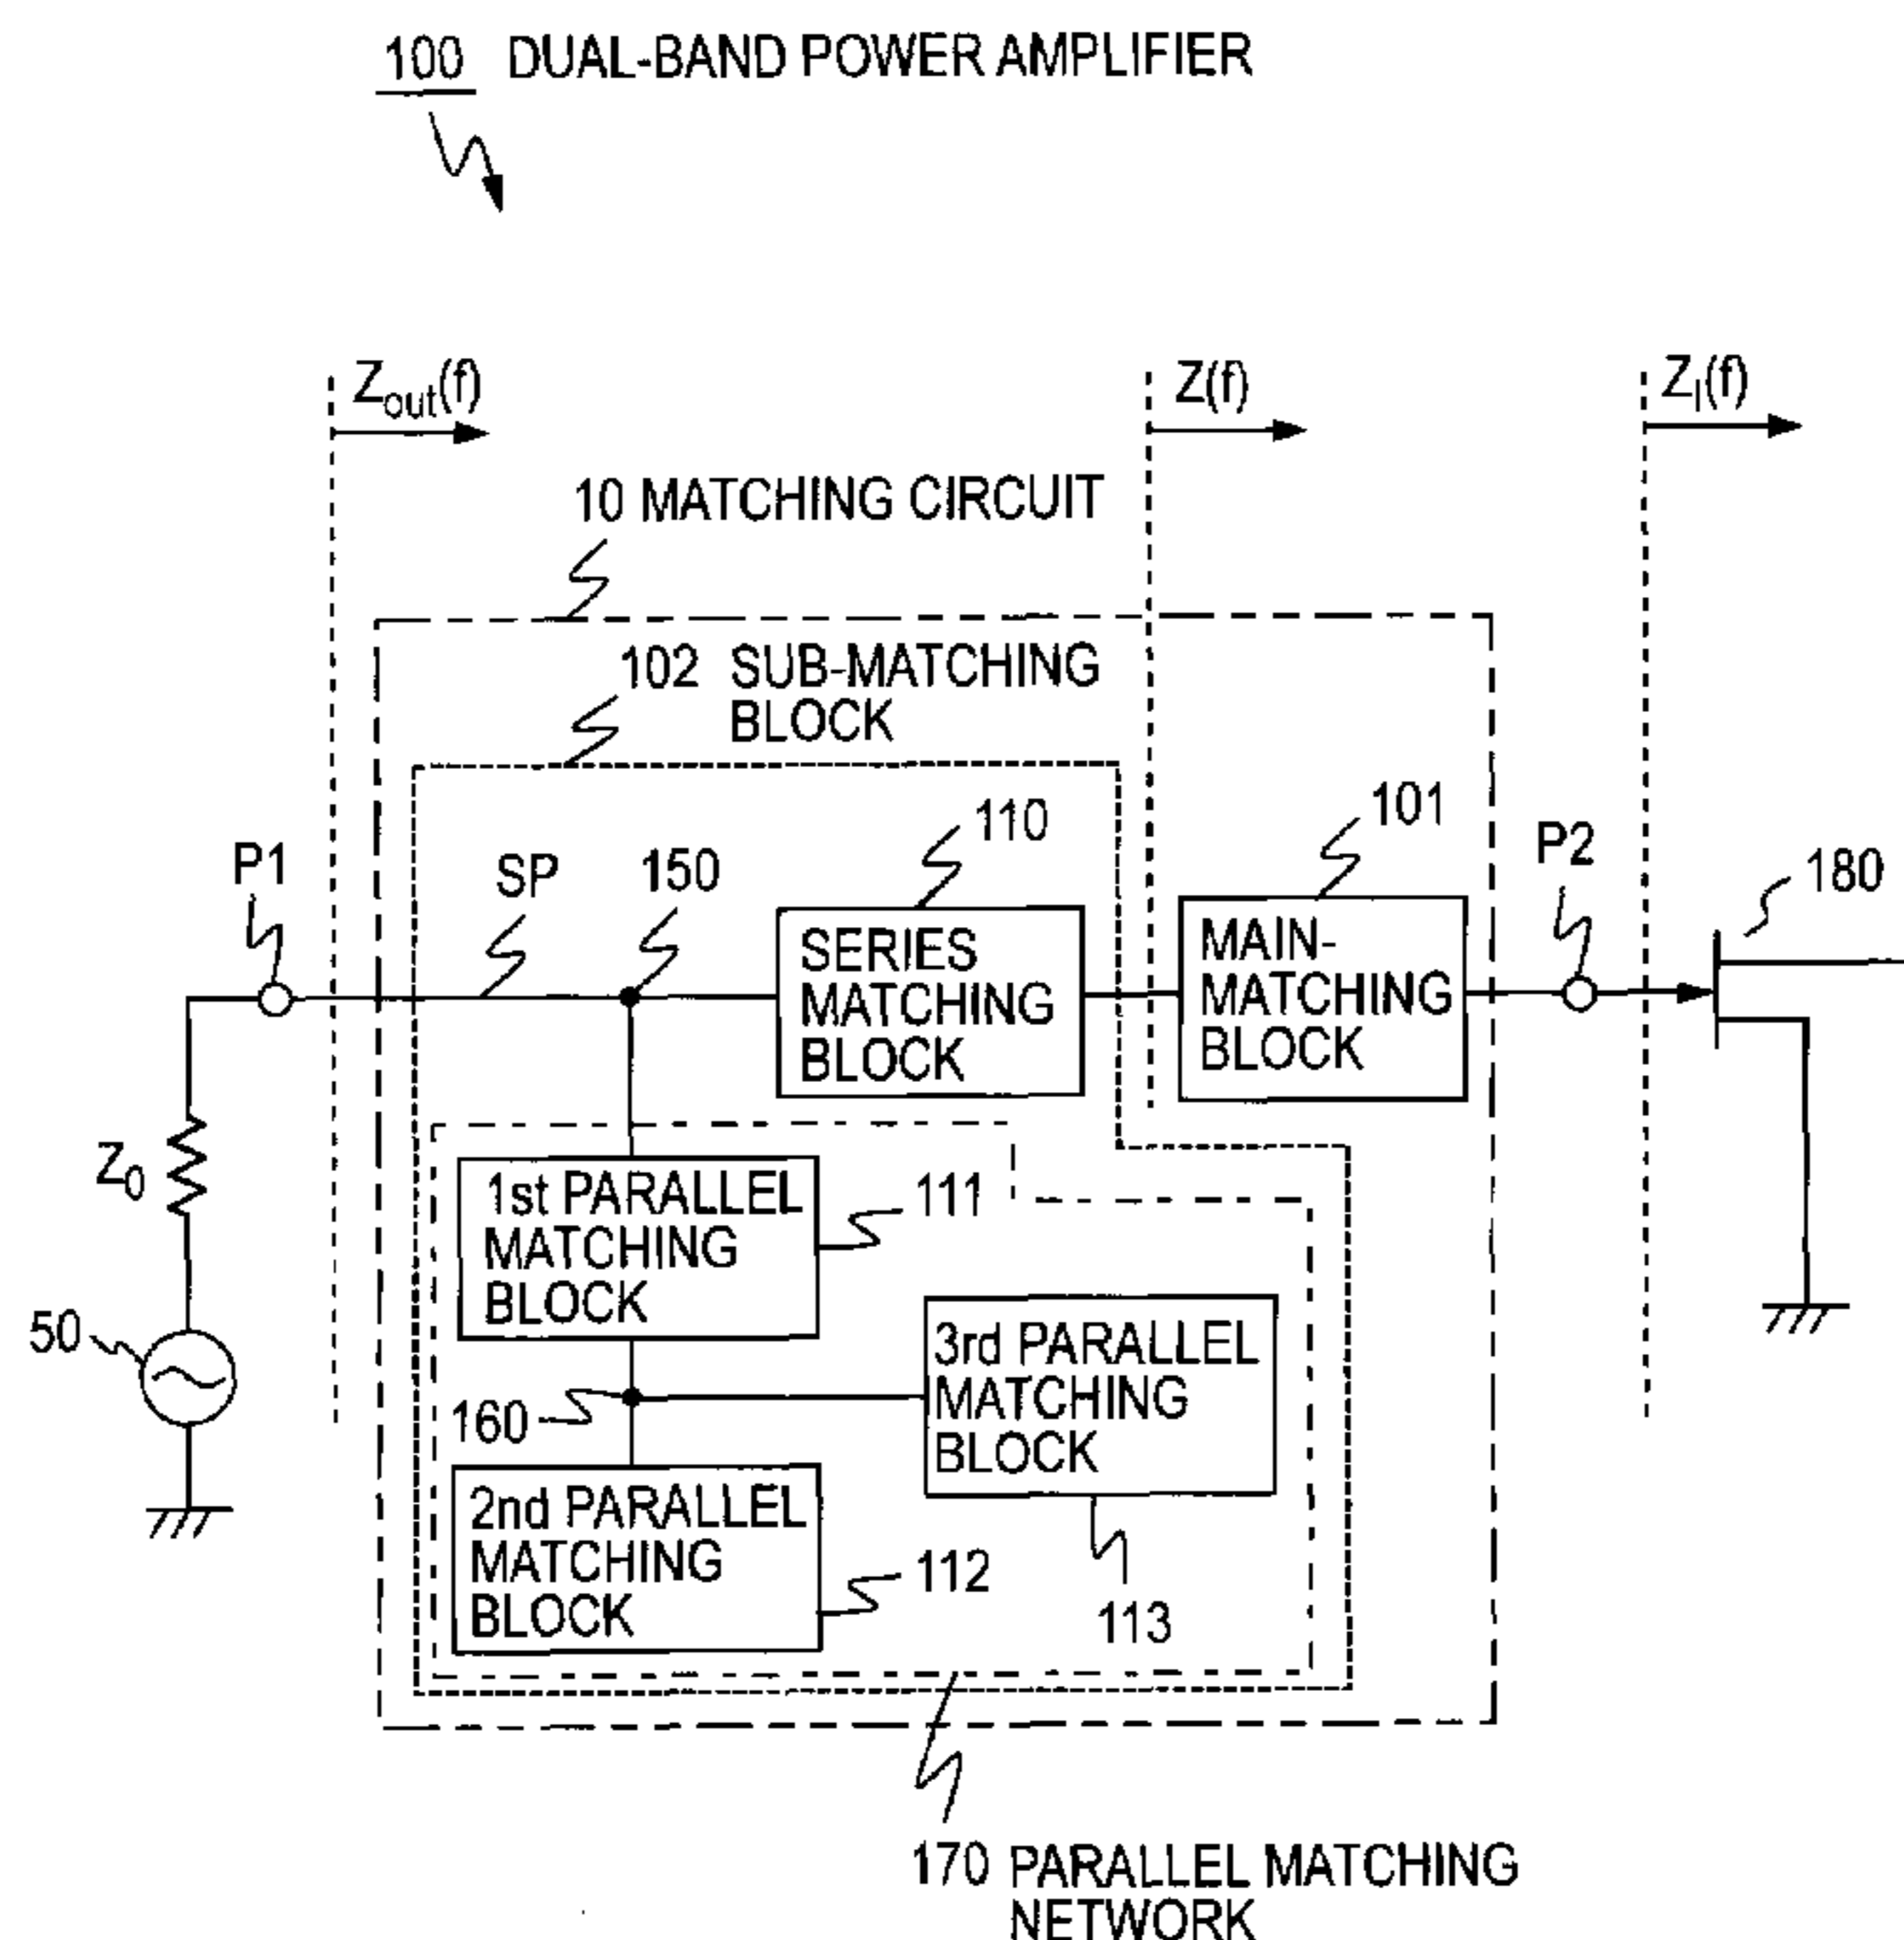 100 DUAL-BAND POWER AMPLIFIER
Zout(f)
Z(f)
Zl(f)
10 MATCHING CIRCUIT
102 SUB-MATCHING
BLOCK
110
101
P1
SP
150
P2
180
SERIES
MATCHING
BLOCK
MAIN-
MATCHING
BLOCK
Z0
1st PARALLEL
MATCHING
BLOCK
111
50
3rd PARALLEL
MATCHING
BLOCK
160
2nd PARALLEL
MATCHING
BLOCK
112
113
170 PARALLEL MATCHING
NETWORK